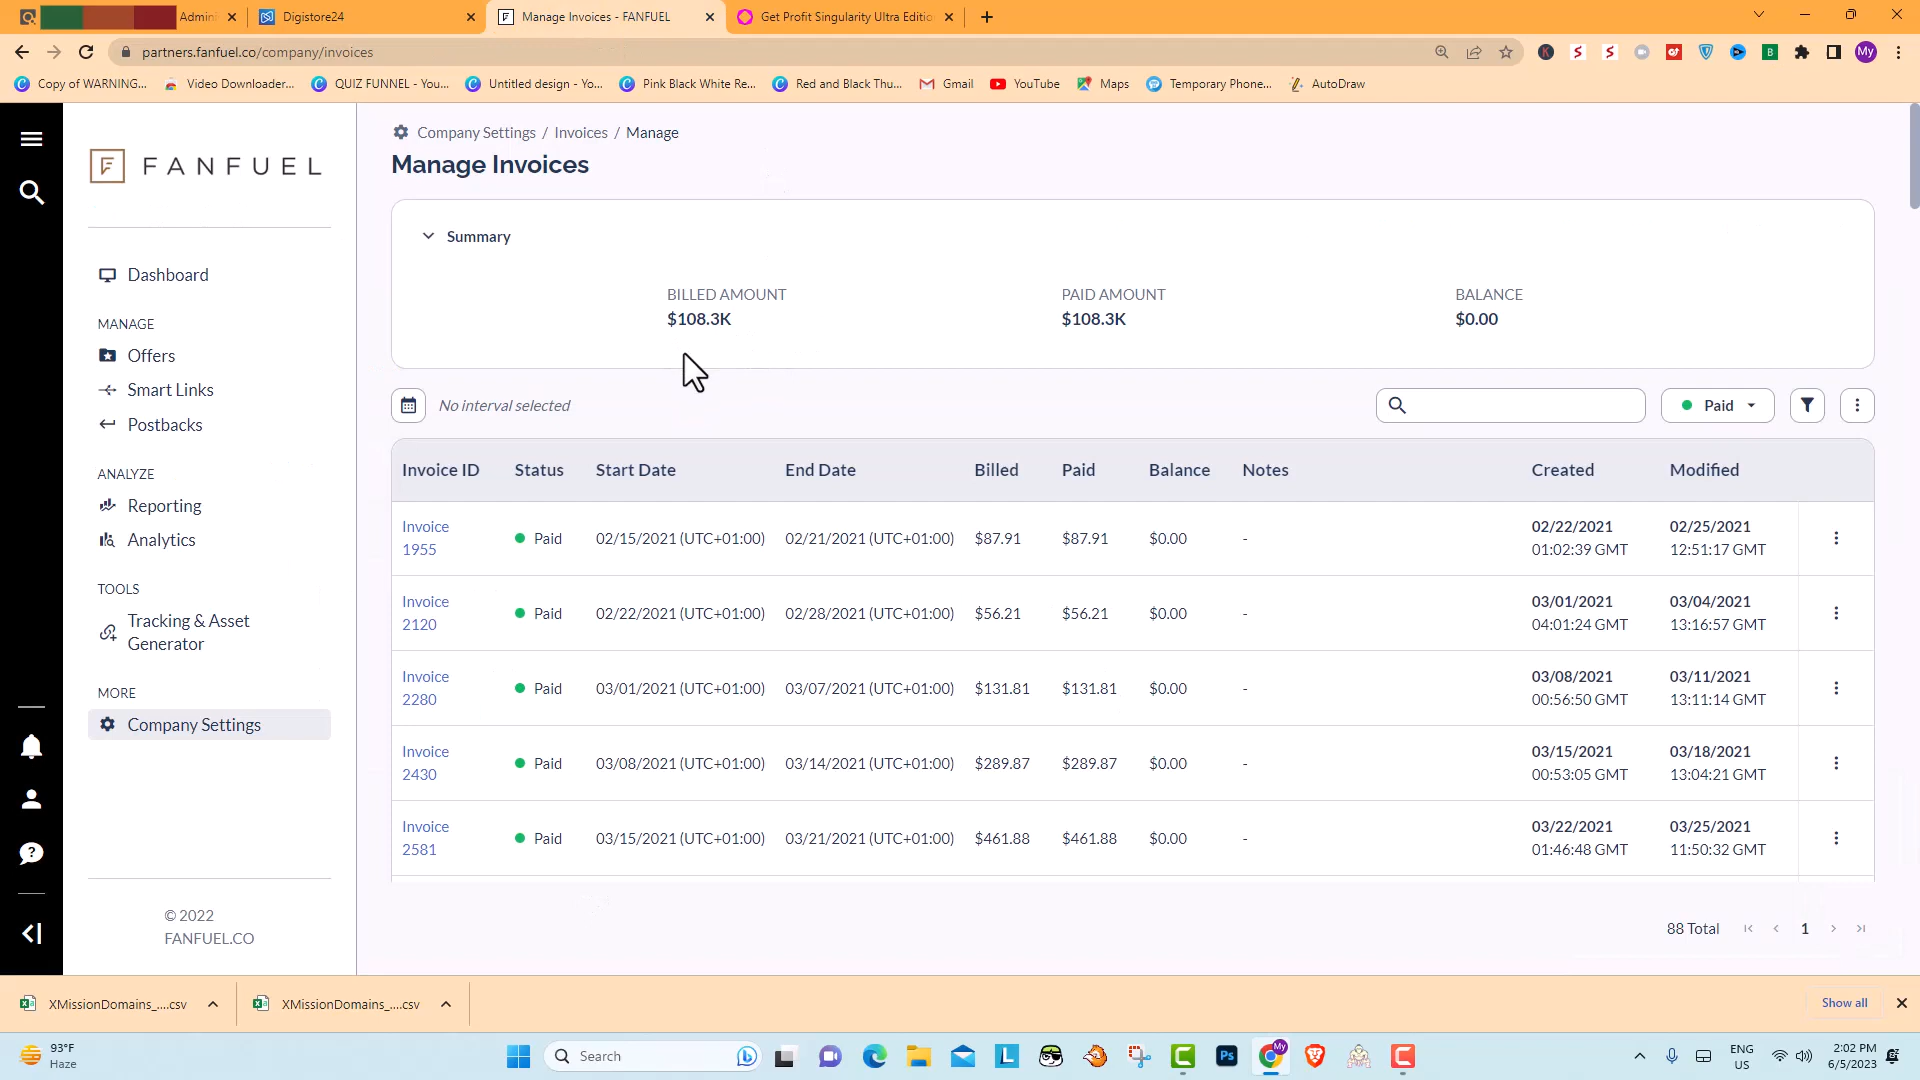 Admin
Digistore24
Manage Invoices - FANFUEL
Get Profit Singularity Ultra Editio
partners.fanfuel.co/company/invoices
My
Copy of WARNING...
Video Downloader...
QUIZ FUNNEL - You...
Untitled design - Yo...
Pink Black White Re...
Red and Black Thu...
Gmail
YouTube
Maps
Temporary Phone...
AutoDraw
FANFUEL
Dashboard
MANAGE
Offers
Smart Links
Postbacks
ANALYZE
Reporting
Analytics
TOOLS
Tracking & Asset
Generator
MORE
Company Settings
© 2022
FANFUEL.CO
Company Settings / Invoices / Manage
Manage Invoices
Summary
BILLED AMOUNT PAID AMOUNT BALANCE
$108.3K $108.3K $0.00
No interval selected
Paid
Invoice ID Status Start Date End Date Billed Paid Balance Notes Created Modified
Invoice 02/22/2021 02/25/2021
1955 Paid 02/15/2021 (UTC+01:00) 02/21/2021 (UTC+01:00) $87.91 $87.91 $0.00 - 01:02:39 GMT 12:51:17 GMT
Invoice 03/01/2021 03/04/2021
2120 Paid 02/22/2021 (UTC+01:00) 02/28/2021 (UTC+01:00) $56.21 $56.21 $0.00 - 04:01:24 GMT 13:16:57 GMT
Invoice 03/08/2021 03/11/2021
2280 Paid 03/01/2021 (UTC+01:00) 03/07/2021 (UTC+01:00) $131.81 $131.81 $0.00 - 00:56:50 GMT 13:11:14 GMT
Invoice 03/15/2021 03/18/2021
2430 Paid 03/08/2021 (UTC+01:00) 03/14/2021 (UTC+01:00) $289.87 $289.87 $0.00 - 00:53:05 GMT 13:04:21 GMT
Invoice 03/22/2021 03/25/2021
2581 Paid 03/15/2021 (UTC+01:00) 03/21/2021 (UTC+01:00) $461.88 $461.88 $0.00 - 01:46:48 GMT 11:50:32 GMT
88 Total 1
XMissionDomains_....csv
XMissionDomains_....csv
Show all
93°F
Haze
Search
ENG
US
2:02 PM
6/5/2023